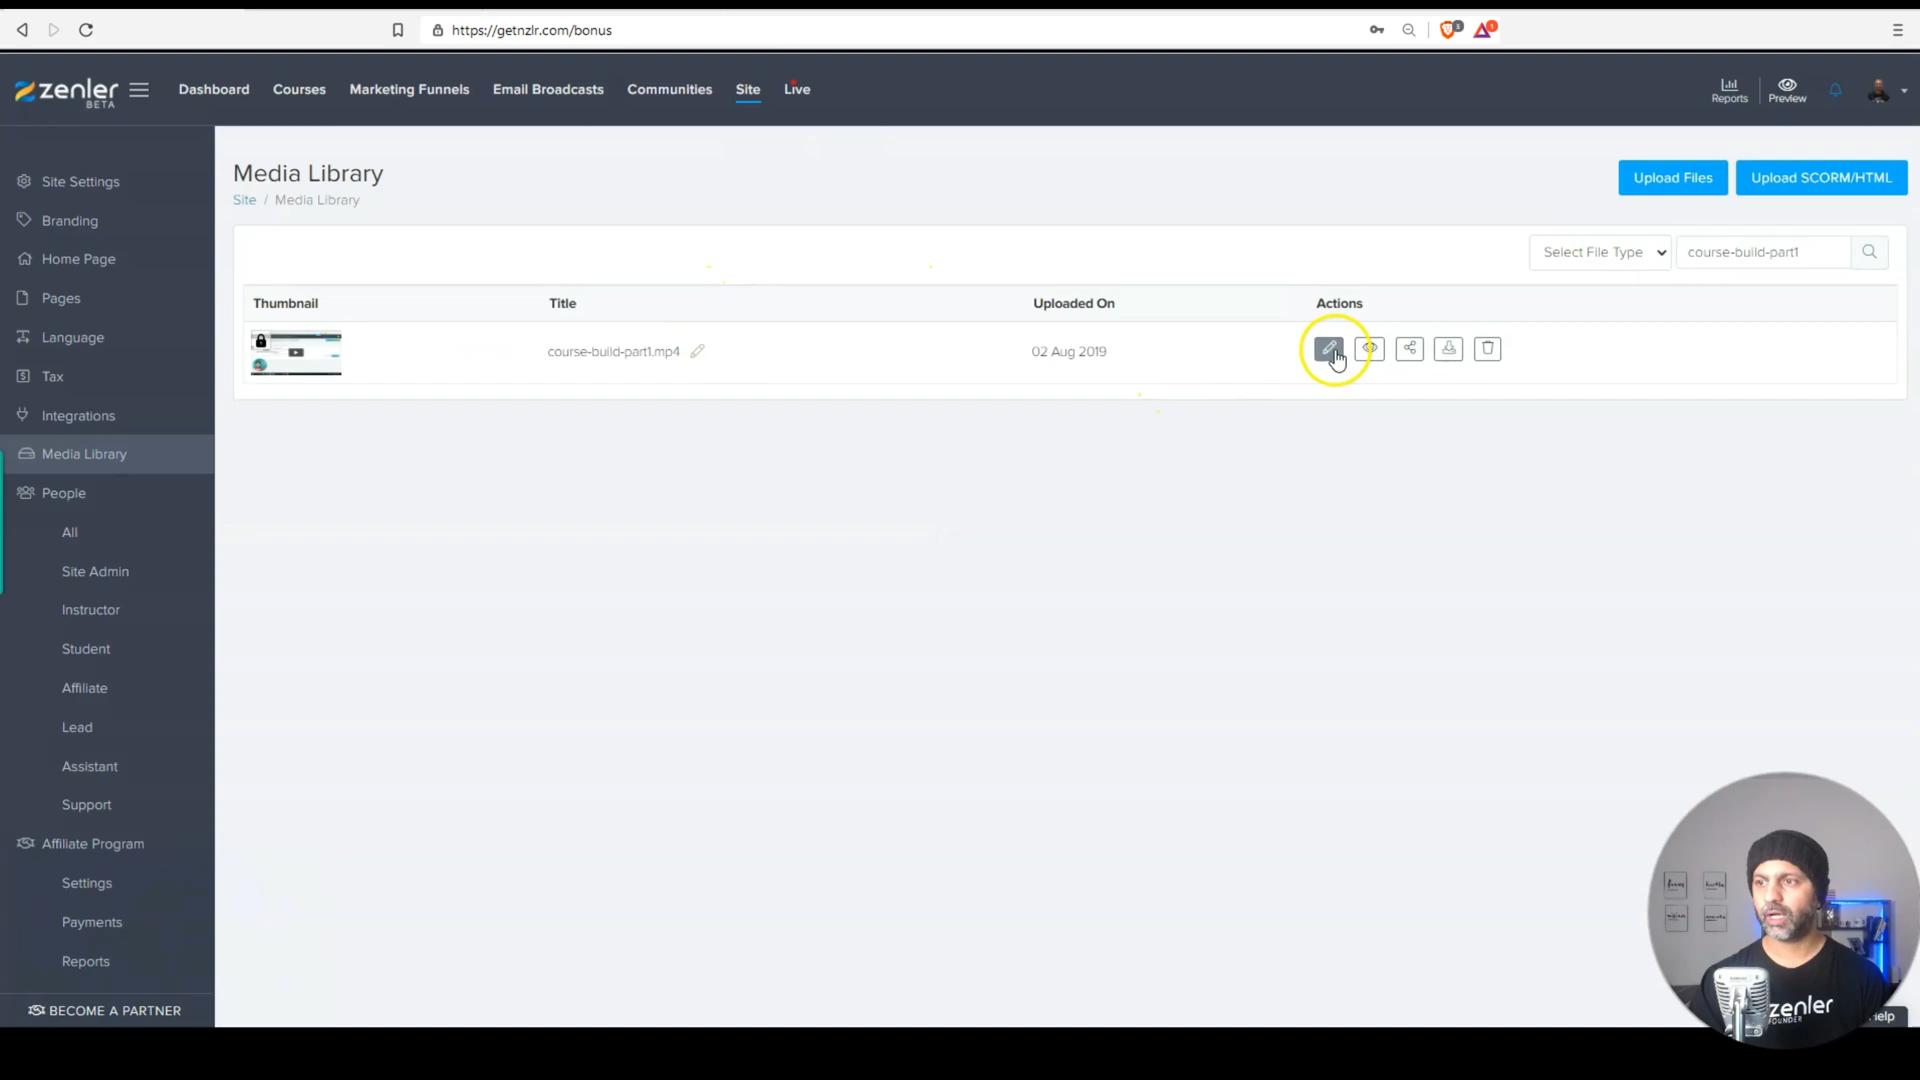 https://getnzlr.com/bonus
zenler
BETA
Dashboard
Courses
Marketing Funnels
Email Broadcasts
Communities
Site
Live
Reports
Preview
Site Settings
Branding
Home Page
Pages
Language
Tax
Integrations
Media Library
People
All
Site Admin
Instructor
Student
Affiliate
Lead
Assistant
Support
Affiliate Program
Settings
Payments
Reports
BECOME A PARTNER
Media Library
Site / Media Library
Upload Files
Upload SCORM/HTML
Select File Type
course-build-part1
Thumbnail
Title
Uploaded On
Actions
course-build-part1.mp4
02 Aug 2019
zenler
FOUNDER
elp